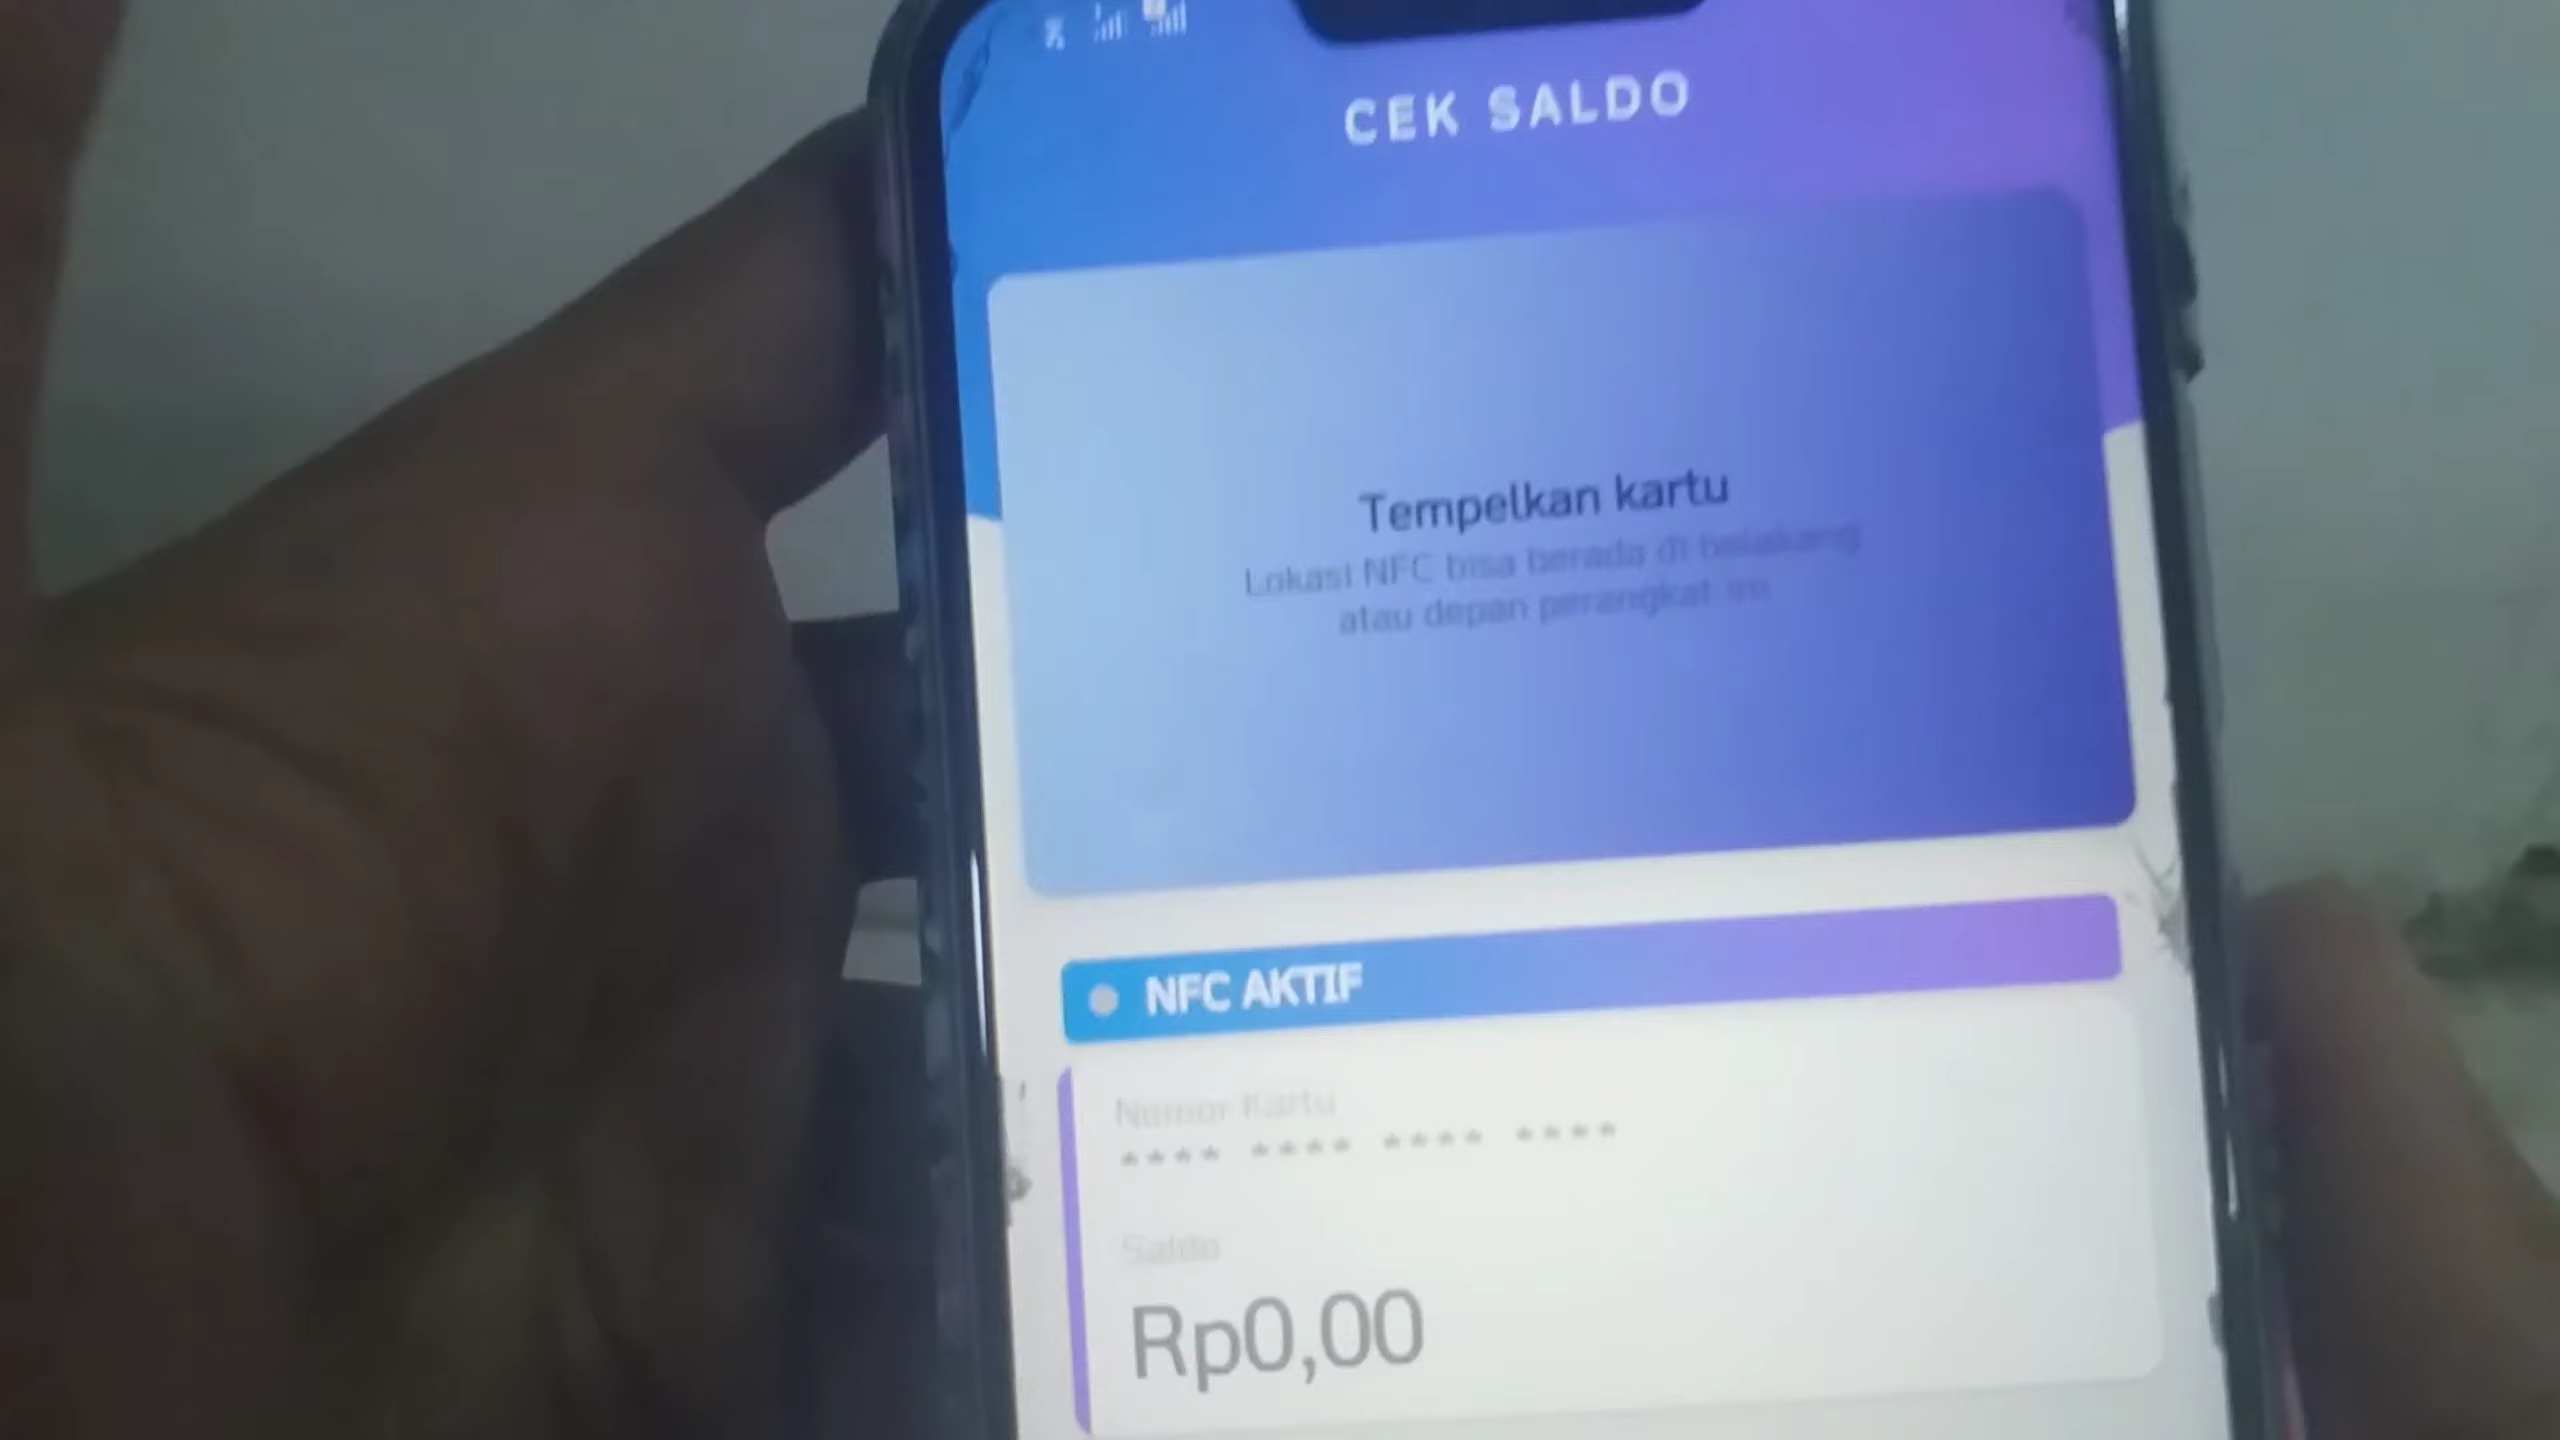 CEK SALDO
Tempelkan kartu
Lokasi NFC bisa berada di belakang
atau depan perangkat ini
NFC AKTIF
Nomor Kartu
**** **** **** ****
Saldo
Rp0,00